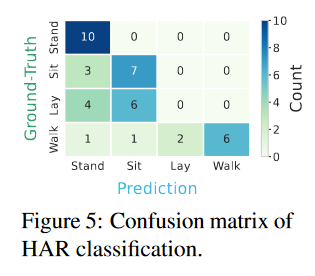 Ground-Truth
Stand 10 0 0 0
Sit 3 7 0 0
Lay 4 6 0 0
Walk 1 1 2 6
Stand Sit Lay Walk
Prediction
10
8
6
4
2
0
Count
Figure 5: Confusion matrix of
HAR classification.